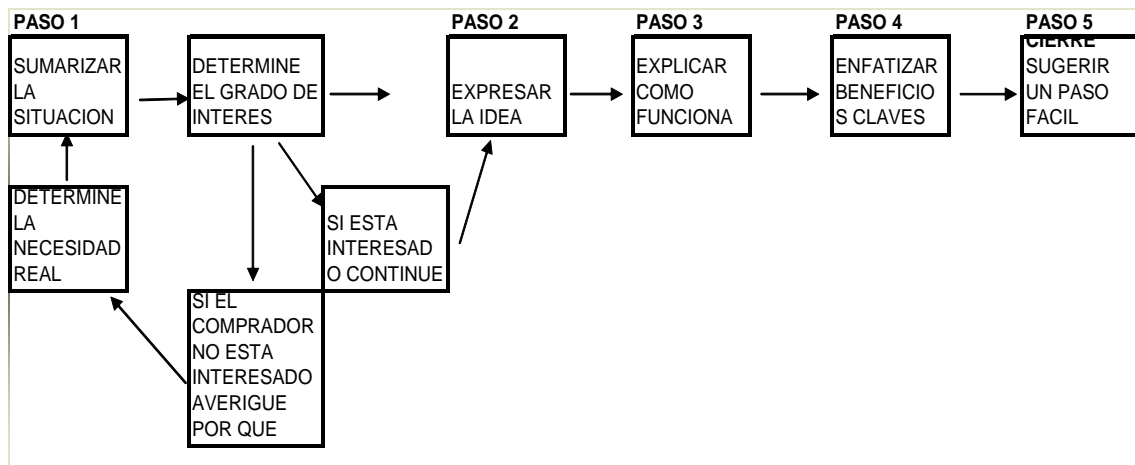 PASO 1
PASO 2
PASO 3
PASO 4
PASO 5
SUMARIZAR
LA
SITUACION
DETERMINE
EL GRADO DE
INTERES
EXPRESAR
LA IDEA
EXPLICAR
COMO
FUNCIONA
ENFATIZAR
BENEFICIO
S CLAVES
CIERRE
SUGERIR
UN PASO
FACIL
DETERMINE
LA
NECESIDAD
REAL
SI ESTA
INTERESAD
O CONTINUE
SI EL
COMPRADOR
NO ESTA
INTERESADO
AVERIGUE
POR QUE